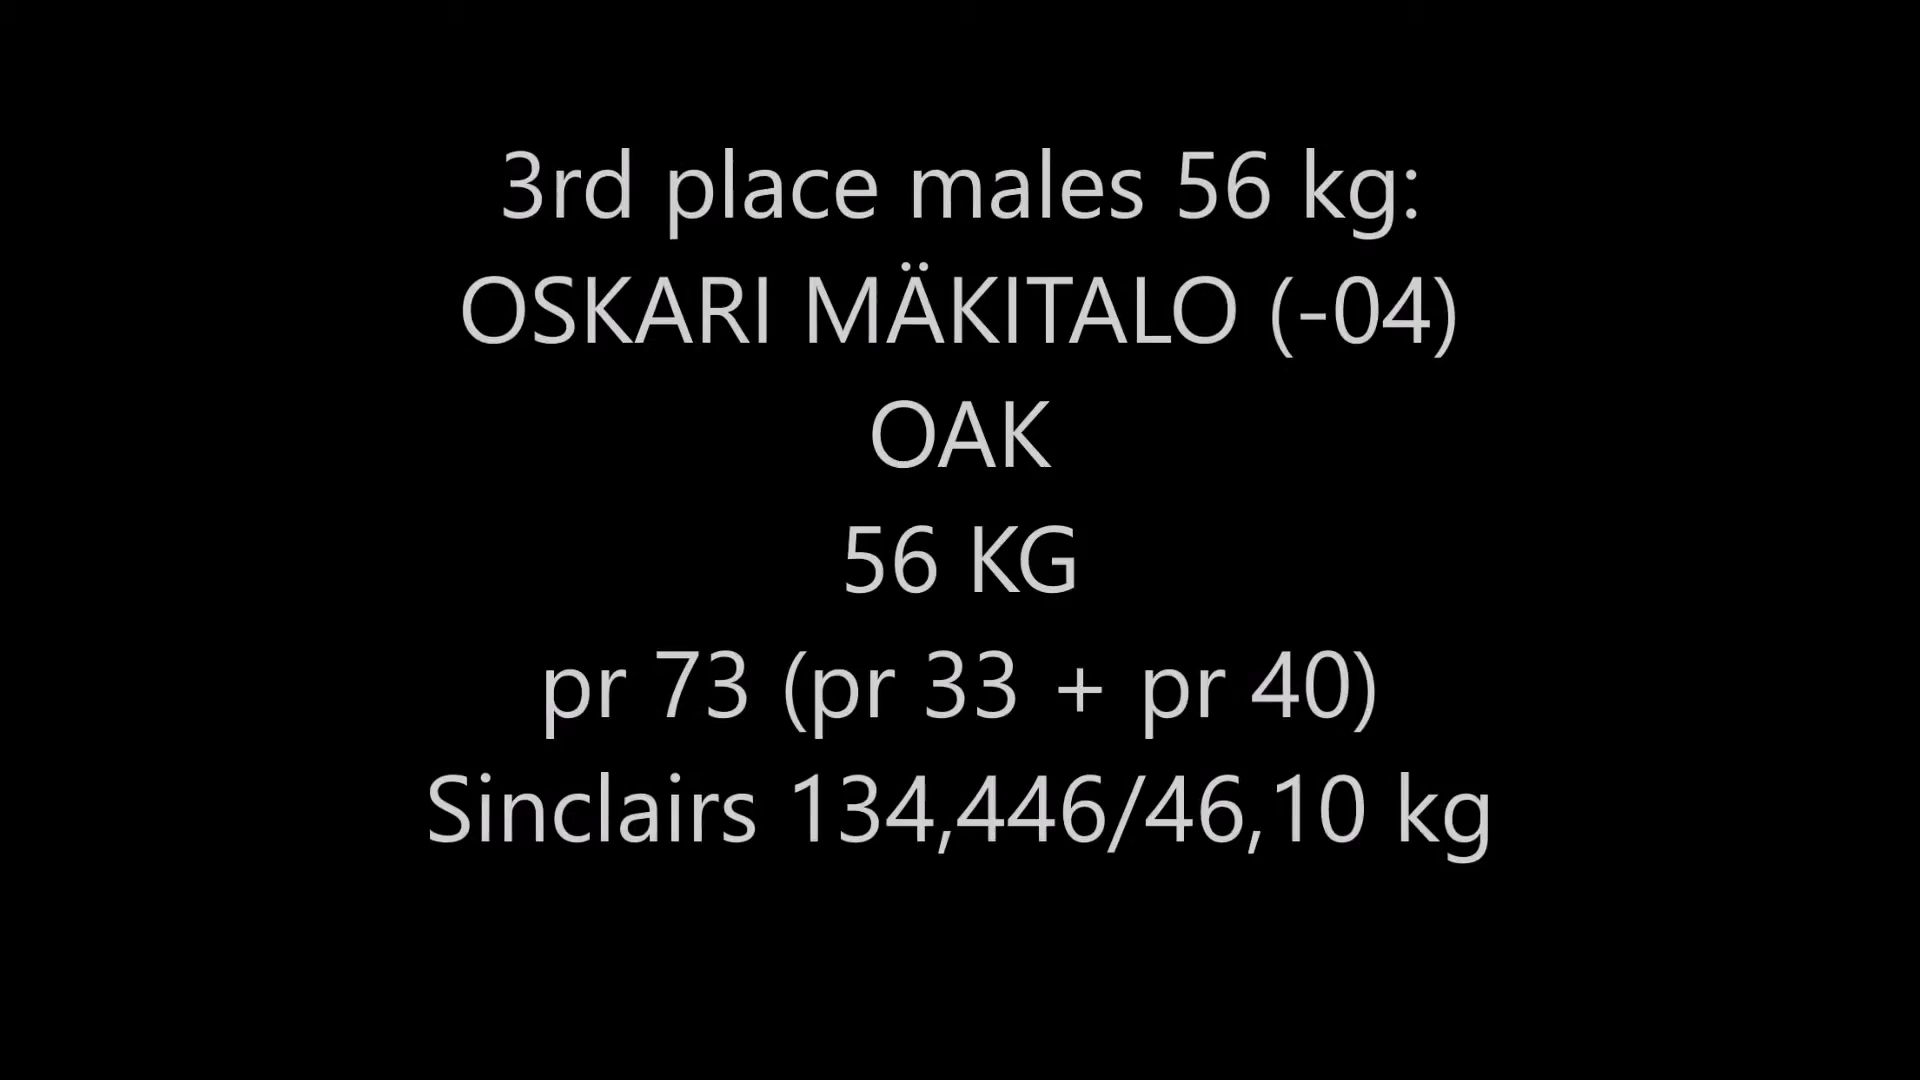 3rd place males 56 kg:
OSKARI MÄKITALO (-04)
OAK
56 KG
pr 73 (pr 33 + pr 40)
Sinclairs 134,446/46,10 kg